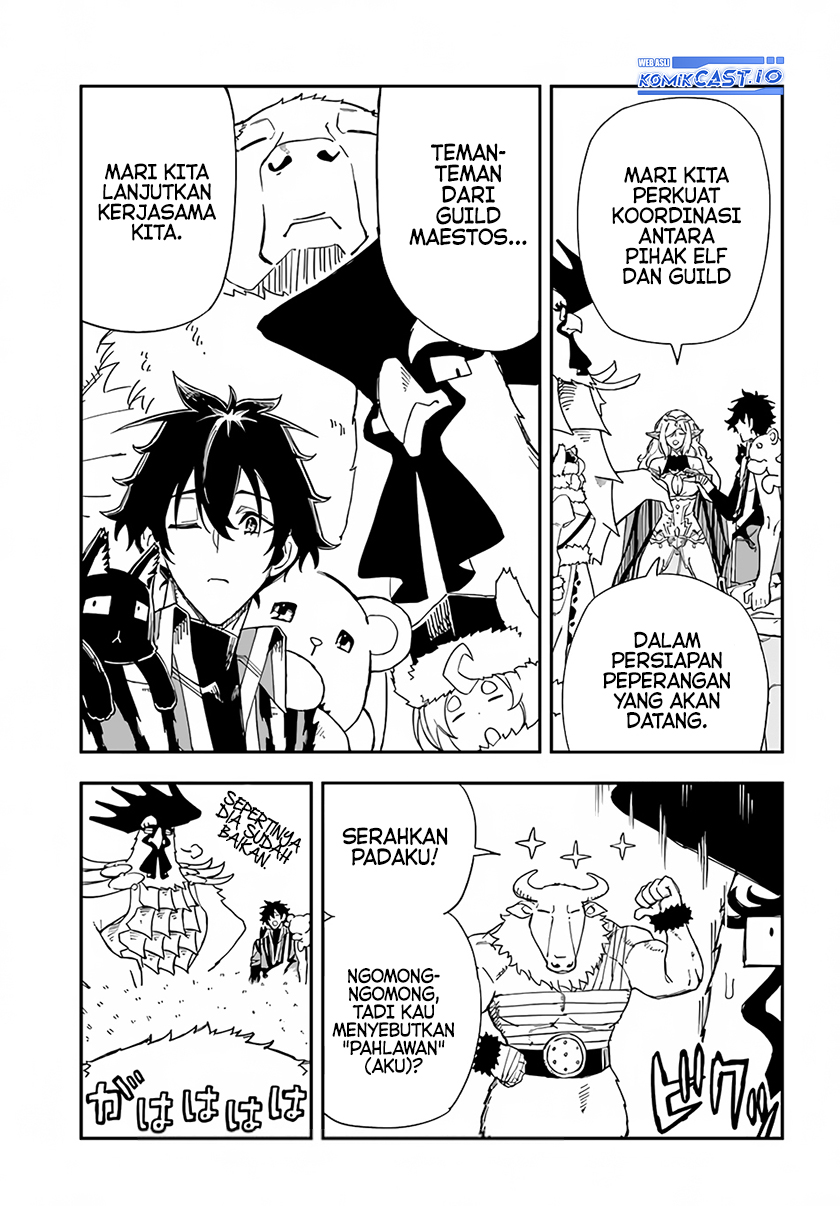 WEB ASLI
KOMIKCAST.IO
MARI KITA
PERKUAT
KOORDINASI
ANTARA
PIHAK ELF
DAN GUILD
DALAM
PERSIAPAN
PEPERANGAN
YANG AKAN
DATANG.
TEMAN-
TEMAN
DARI
GUILD
MAESTOS...
MARI KITA
LANJUTKAN
KERJASAMA
KITA.
SERAHKAN
PADAKU!
NGOMONG-
NGOMONG,
TADI KAU
MENYEBUTKAN
"PAHLAWAN"
(AKU)?
ビクッ
SEPERTINYA
DIA SUDAH
BAIKAN.
がはははは